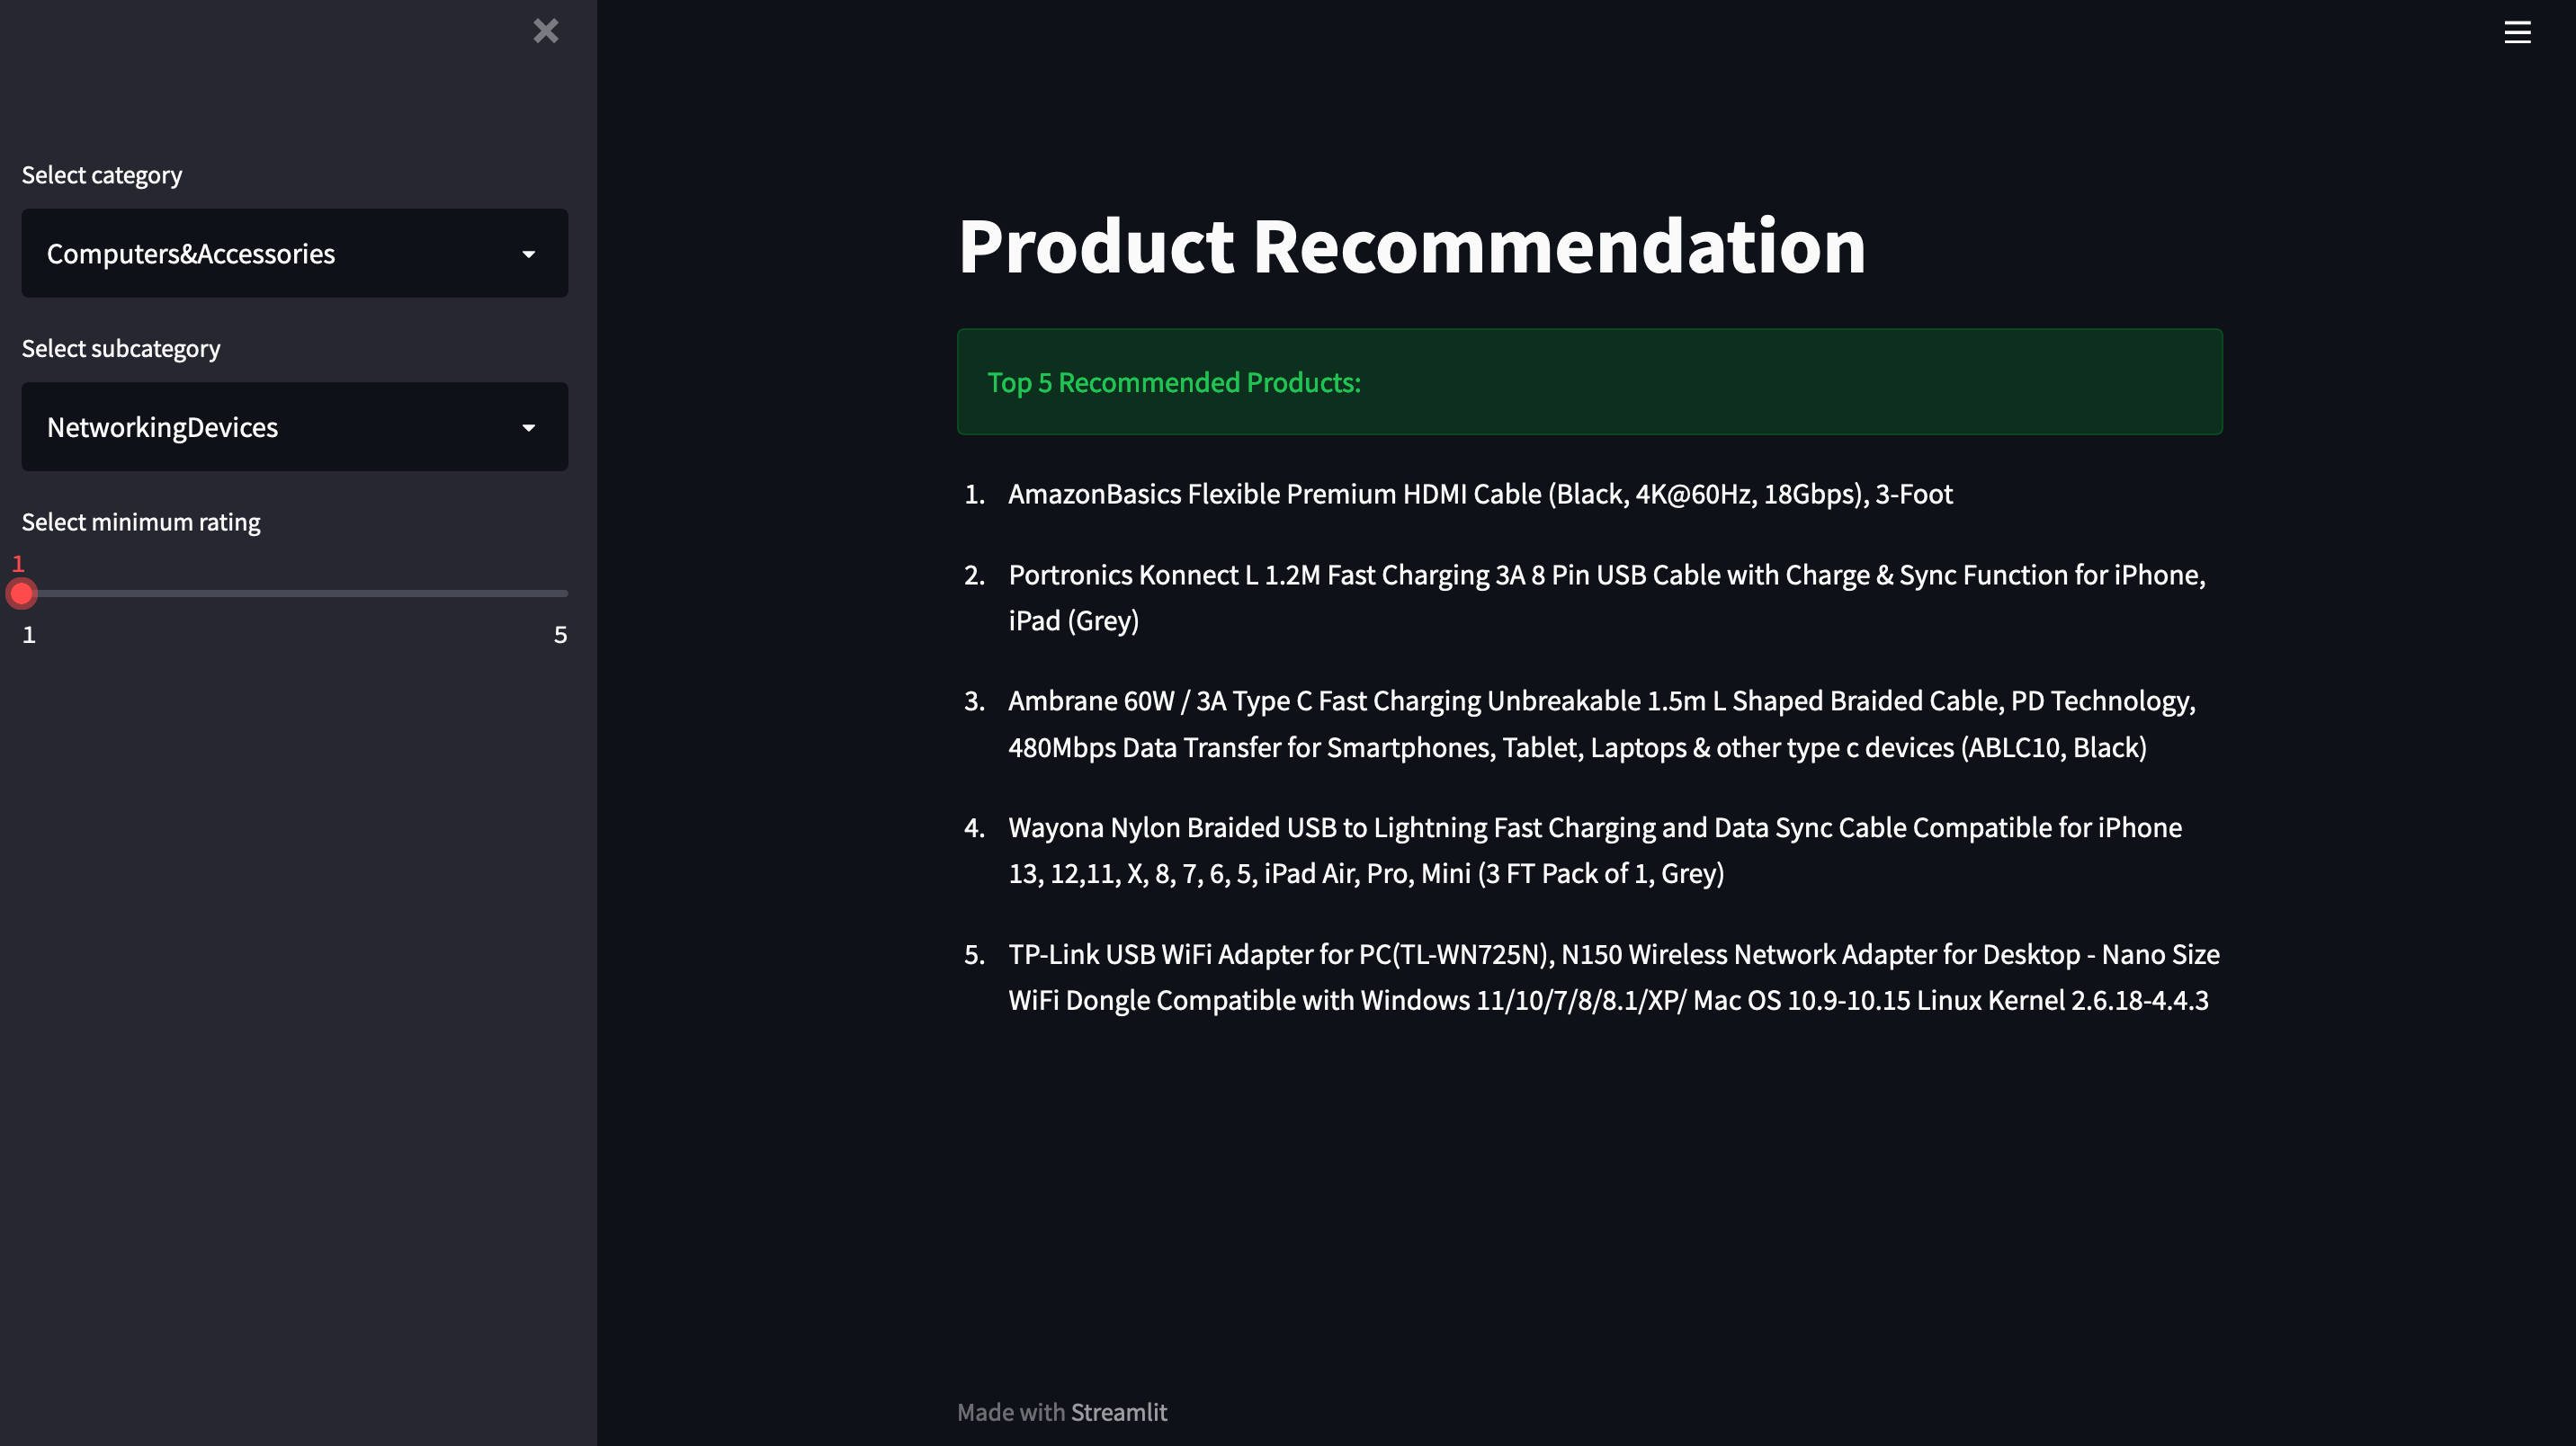 Select category
Computers&Accessories
Select subcategory
NetworkingDevices
Select minimum rating
1
1 5
Product Recommendation
Top 5 Recommended Products:
1. AmazonBasics Flexible Premium HDMI Cable (Black, 4K@60Hz, 18Gbps), 3-Foot
2. Portronics Konnect L 1.2M Fast Charging 3A 8 Pin USB Cable with Charge & Sync Function for iPhone,
iPad (Grey)
3. Ambrane 60W / 3A Type C Fast Charging Unbreakable 1.5m L Shaped Braided Cable, PD Technology,
480Mbps Data Transfer for Smartphones, Tablet, Laptops & other type c devices (ABLC10, Black)
4. Wayona Nylon Braided USB to Lightning Fast Charging and Data Sync Cable Compatible for iPhone
13, 12,11, X, 8, 7, 6, 5, iPad Air, Pro, Mini (3 FT Pack of 1, Grey)
5. TP-Link USB WiFi Adapter for PC(TL-WN725N), N150 Wireless Network Adapter for Desktop - Nano Size
WiFi Dongle Compatible with Windows 11/10/7/8/8.1/XP/ Mac OS 10.9-10.15 Linux Kernel 2.6.18-4.4.3
Made with Streamlit